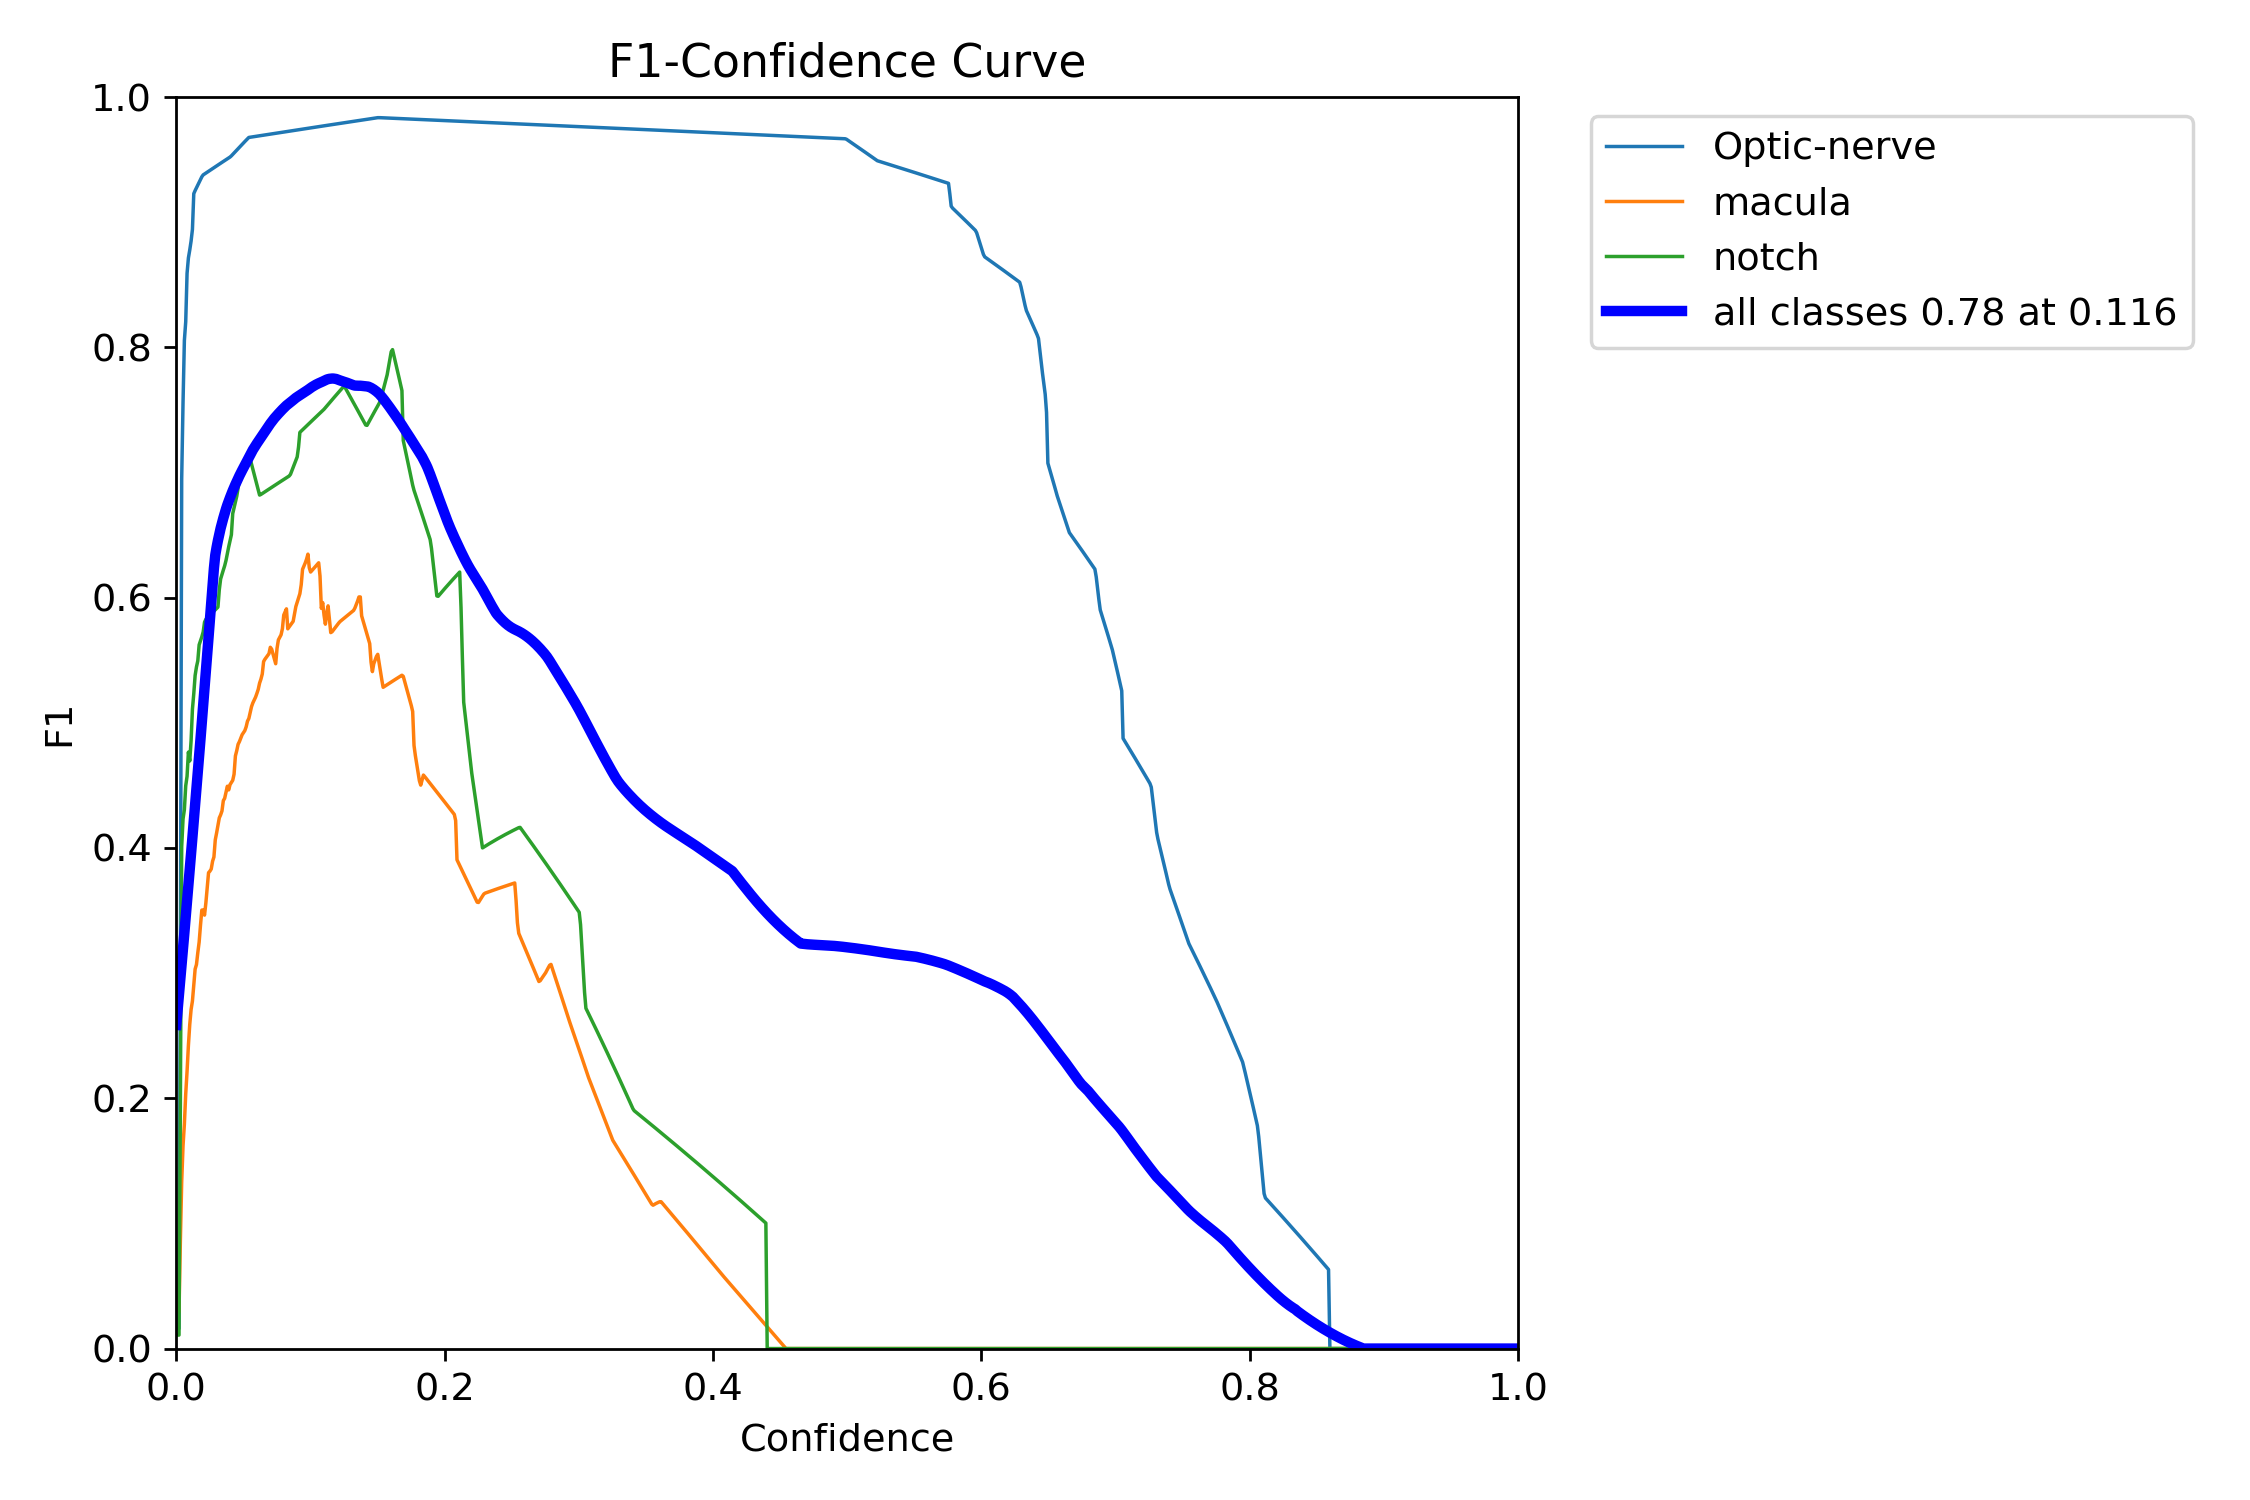 F1-Confidence Curve
1.0
0.8
0.6
0.4
0.2
0.0
F1
0.0 0.2 0.4 0.6 0.8 1.0
Confidence
Optic-nerve
macula
notch
all classes 0.78 at 0.116